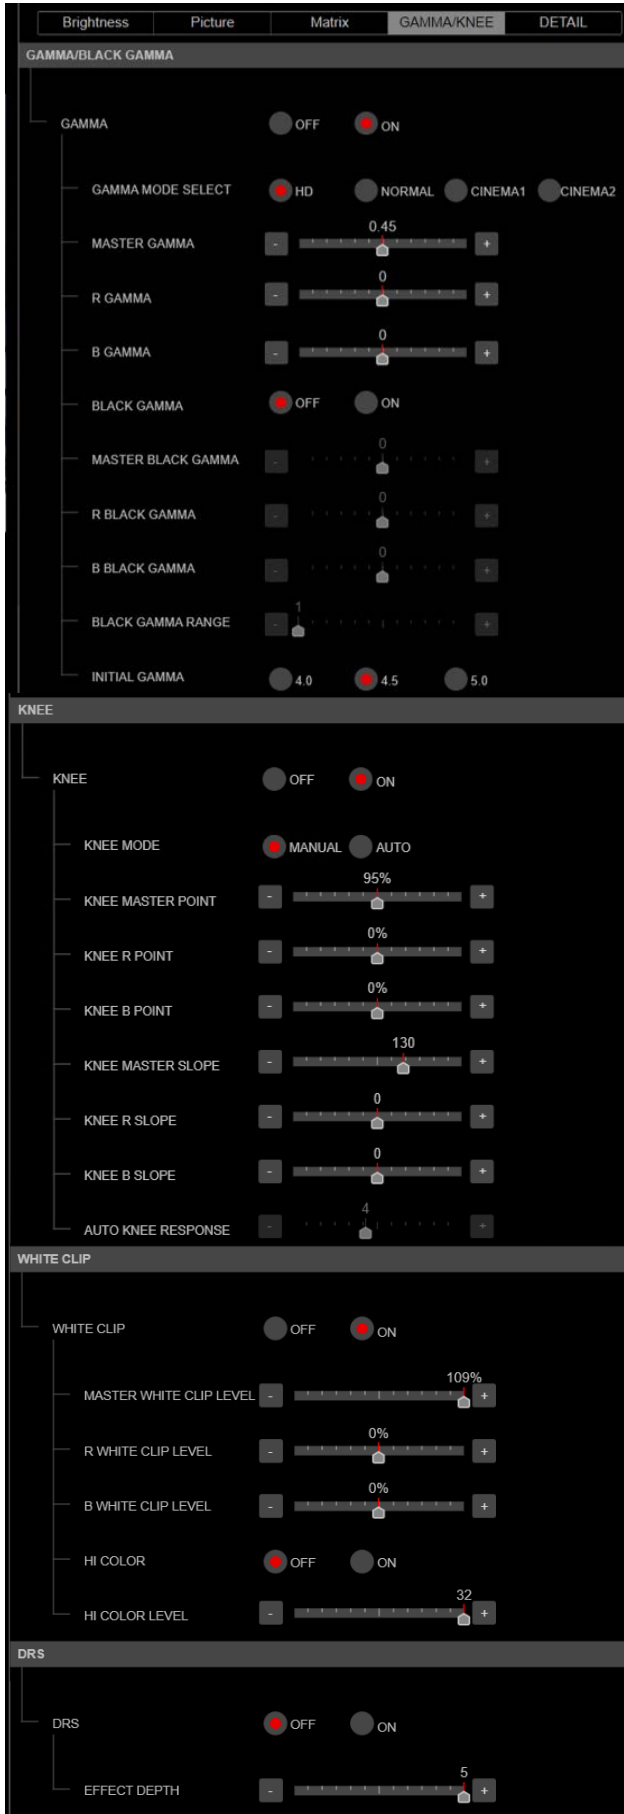 Brightness Picture Matrix GAMMA/KNEE DETAIL
GAMMA/BLACK GAMMA
GAMMA OFF ON
GAMMA MODE SELECT HD NORMAL CINEMA1 CINEMA2
0.45
MASTER GAMMA - +
0
R GAMMA - +
0
B GAMMA - +
BLACK GAMMA OFF ON
0
MASTER BLACK GAMMA - +
0
R BLACK GAMMA - +
0
B BLACK GAMMA - +
1
BLACK GAMMA RANGE - +
INITIAL GAMMA 4.0 4.5 5.0
KNEE
KNEE OFF ON
KNEE MODE MANUAL AUTO
95%
KNEE MASTER POINT - +
0%
KNEE R POINT - +
0%
KNEE B POINT - +
130
KNEE MASTER SLOPE - +
0
KNEE R SLOPE - +
0
KNEE B SLOPE - +
4
AUTO KNEE RESPONSE - +
WHITE CLIP
WHITE CLIP OFF ON
109%
MASTER WHITE CLIP LEVEL - +
0%
R WHITE CLIP LEVEL - +
0%
B WHITE CLIP LEVEL - +
HI COLOR OFF ON
32
HI COLOR LEVEL - +
DRS
DRS OFF ON
5
EFFECT DEPTH - +